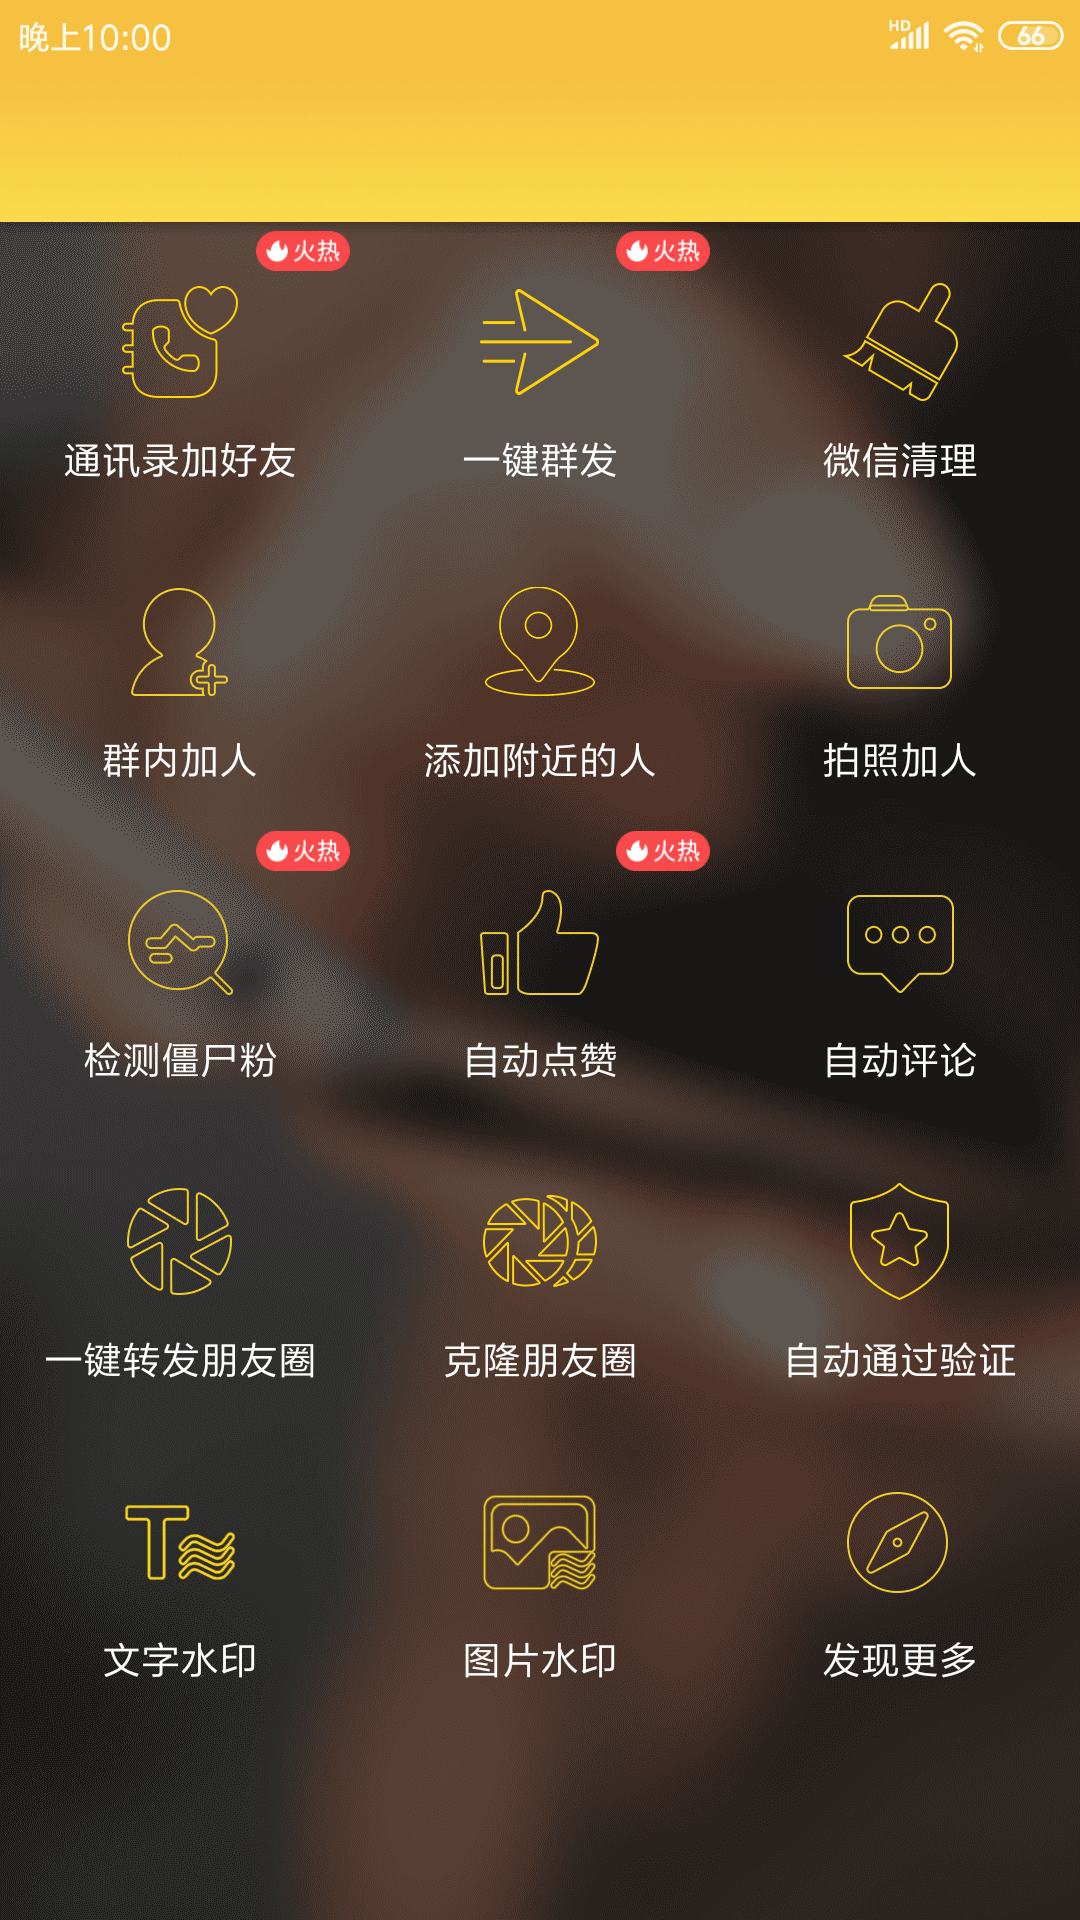 晚上10:00 HD 66
火热 火热
通讯录加好友 一键群发 微信清理
群内加人 添加附近的人 拍照加人
火热 火热
检测僵尸粉 自动点赞 自动评论
一键转发朋友圈 克隆朋友圈 自动通过验证
T
文字水印 图片水印 发现更多